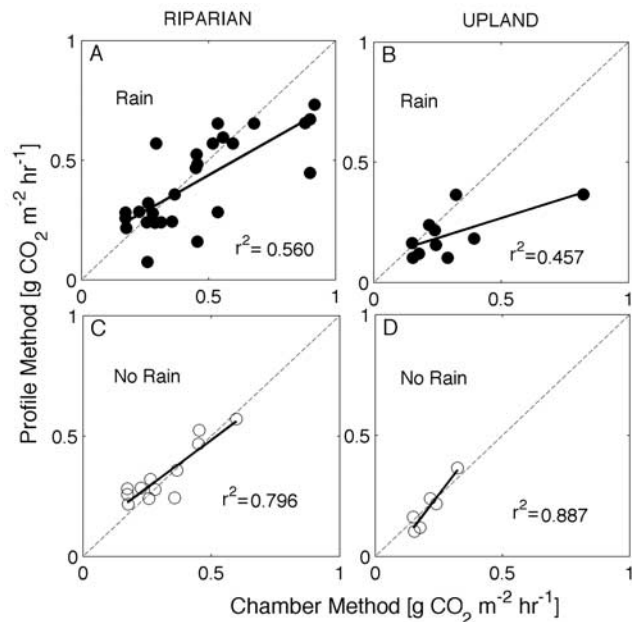 RIPARIAN
UPLAND
1
A
Rain
0.5
r²= 0.560
0
0
0.5
1
1
B
Rain
0.5
r²=0.457
0
0
0.5
1
1
C
No Rain
0.5
r²=0.796
0
0
0.5
1
1
D
No Rain
0.5
r²=0.887
0
0
0.5
1
Profile Method [g CO₂ m⁻² hr⁻¹]
Chamber Method [g CO₂ m⁻² hr⁻¹]